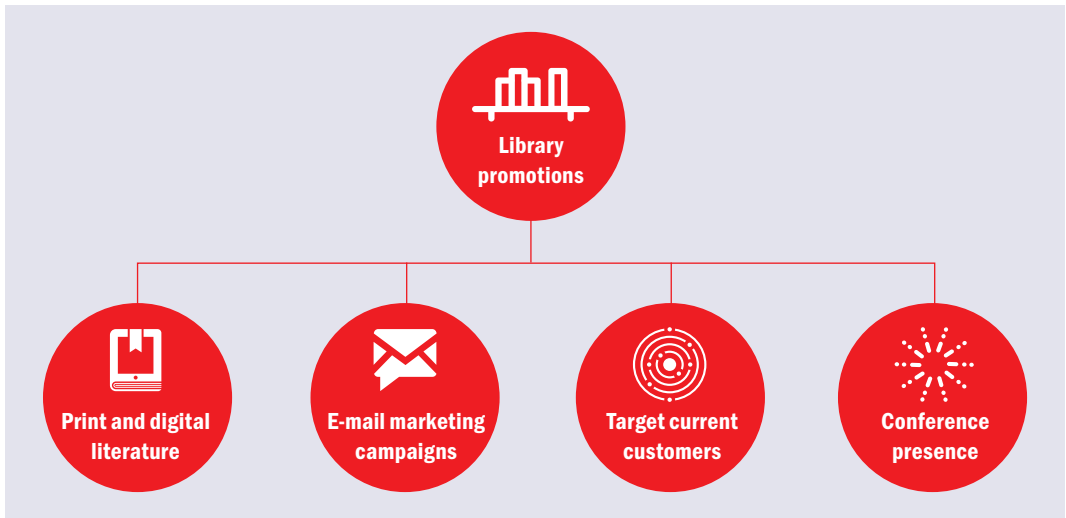 Library
promotions
Print and digital
literature
E-mail marketing
campaigns
Target current
customers
Conference
presence